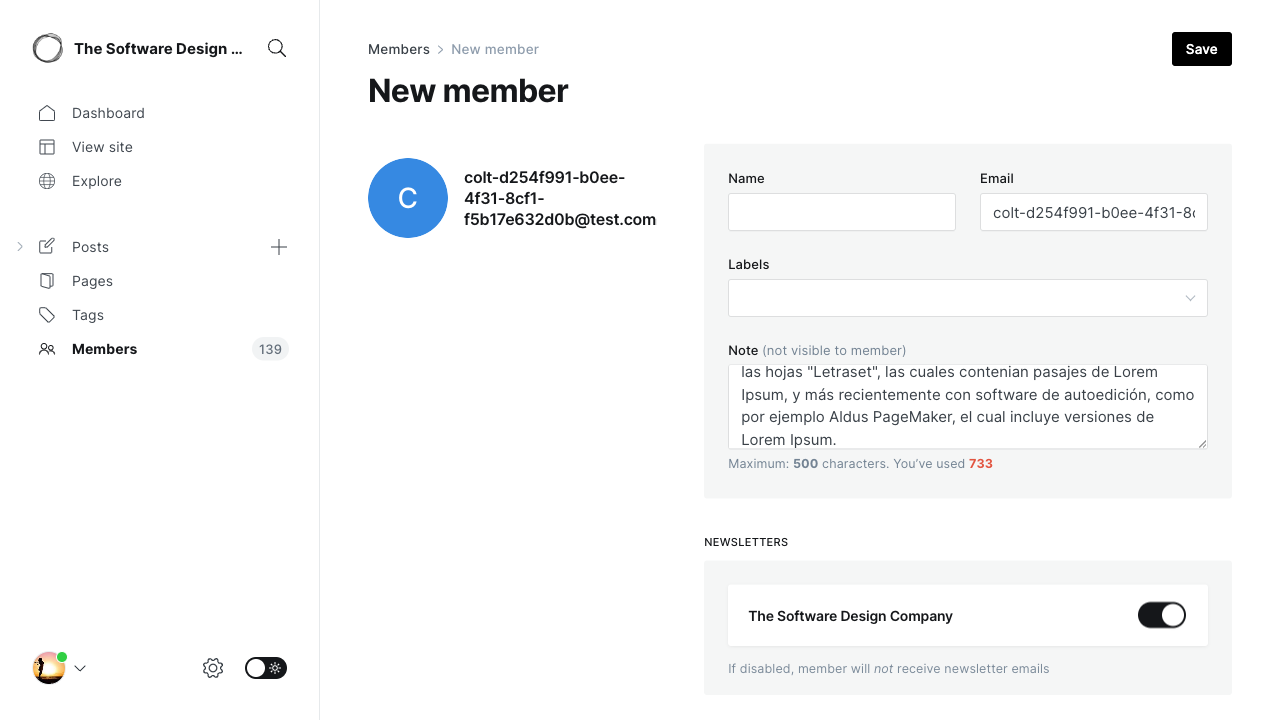 The Software Design ...
Dashboard
View site
Explore
Posts
Pages
Tags
Members
139
Members
New member
Save
New member
C
colt-d254f991-b0ee-
4f31-8cf1-
f5b17e632d0b@test.com
Name
Email
colt-d254f991-b0ee-4f31-8c
Labels
Note (not visible to member)
las hojas "Letraset", las cuales contenian pasajes de Lorem
Ipsum, y más recientemente con software de autoedición, como
por ejemplo Aldus PageMaker, el cual incluye versiones de
Lorem Ipsum.
Maximum: 500 characters. You’ve used 733
NEWSLETTERS
The Software Design Company
If disabled, member will not receive newsletter emails